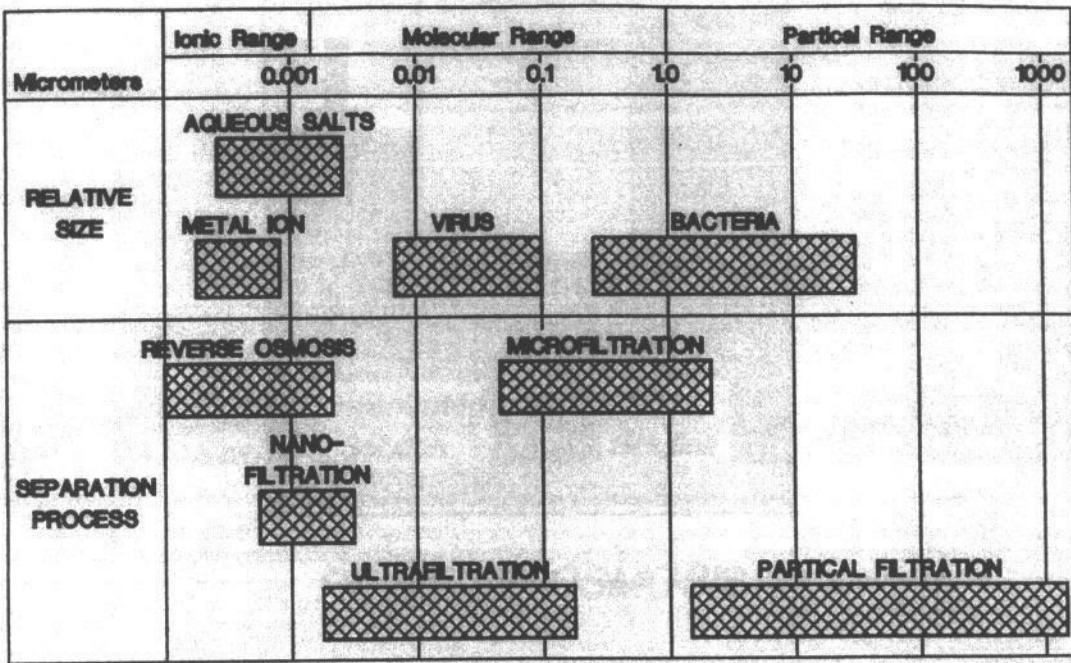 Ionic Range Molecular Range Partical Range
Micrometers 0.001 0.01 0.1 1.0 10 100 1000
AQUEOUS SALTS
RELATIVE
SIZE
METAL ION VIRUS BACTERIA
REVERSE OSMOSIS MICROFILTRATION
NANO-
FILTRATION
SEPARATION
PROCESS
ULTRAFILTRATION PARTICAL FILTRATION